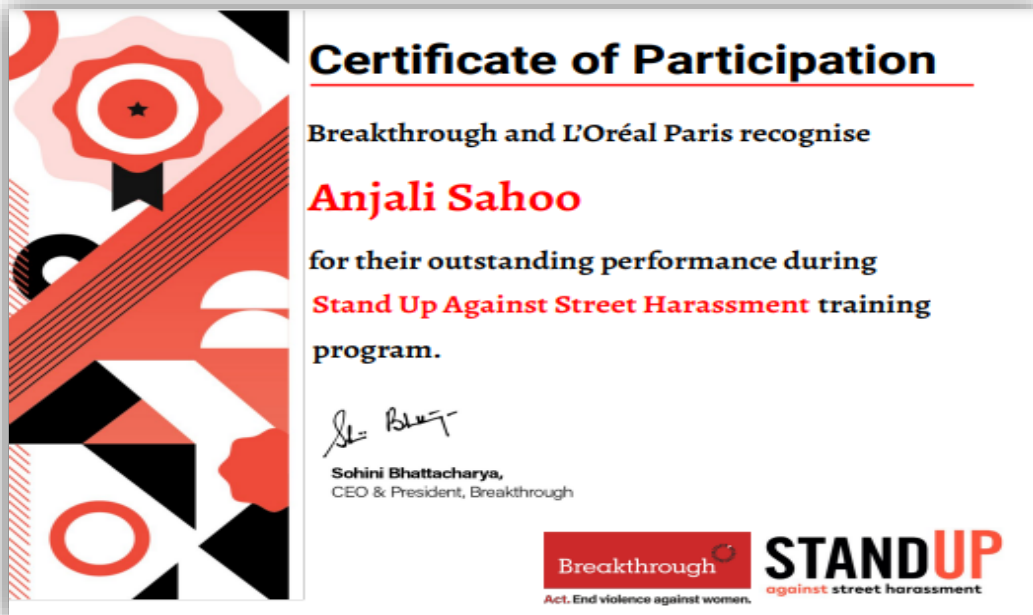 Certificate of Participation
Breakthrough and L'Oréal Paris recognise
Anjali Sahoo
for their outstanding performance during
Stand Up Against Street Harassment training
program.
Sohini Bhattacharya,
CEO & President, Breakthrough
Breakthrough
Act. End violence against women.
STANDUP
against street harassment